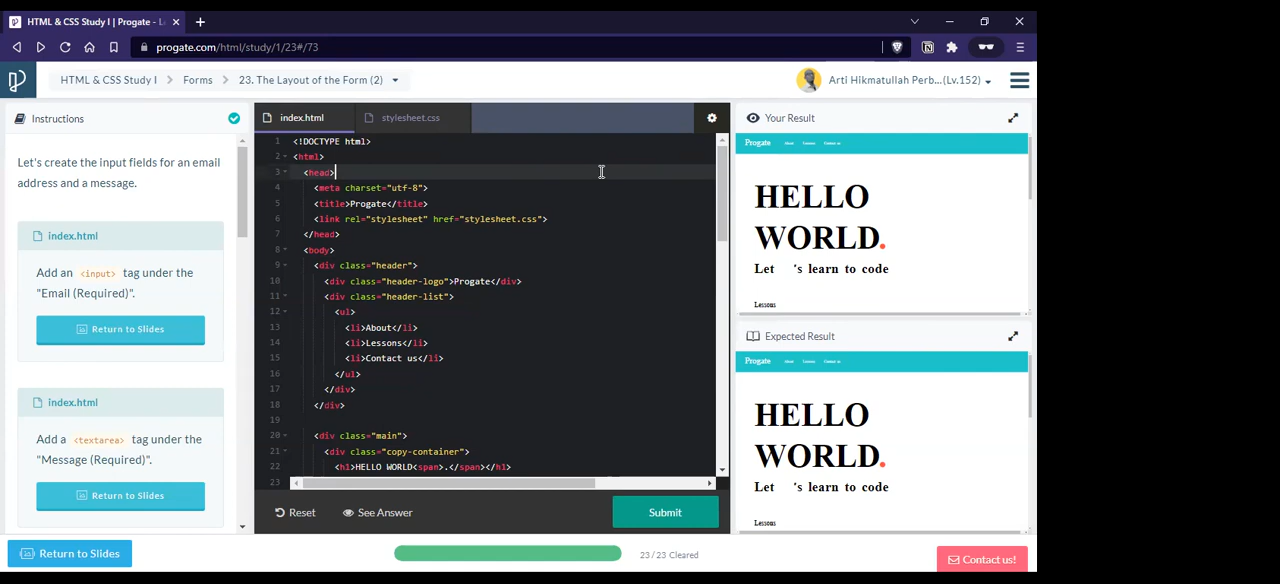 HTML & CSS Study I | Progate - L
progate.com/html/study/1/23#/73
HTML & CSS Study I > Forms > 23. The Layout of the Form (2)
Arti Hikmatullah Perb...(Lv.152)
Instructions
Let's create the input fields for an email
address and a message.
index.html
Add an <input> tag under the
"Email (Required)".
Return to Slides
index.html
Add a <textarea> tag under the
"Message (Required)".
Return to Slides
index.html
stylesheet.css
1 <!DOCTYPE html>
2 <html>
3 <head>
4 <meta charset="utf-8">
5 <title>Progate</title>
6 <link rel="stylesheet" href="stylesheet.css">
7 </head>
8 <body>
9 <div class="header">
10 <div class="header-logo">Progate</div>
11 <div class="header-list">
12 <ul>
13 <li>About</li>
14 <li>Lessons</li>
15 <li>Contact us</li>
16 </ul>
17 </div>
18 </div>
19
20 <div class="main">
21 <div class="copy-container">
22 <h1>HELLO WORLD<span>.</span></h1>
23
Reset
See Answer
Submit
Your Result
Progate About Lessons Contact us
HELLO
WORLD.
Let 's learn to code
Lessons
Expected Result
Progate About Lessons Contact us
HELLO
WORLD.
Let 's learn to code
Lessons
Return to Slides
23/23 Cleared
Contact us!